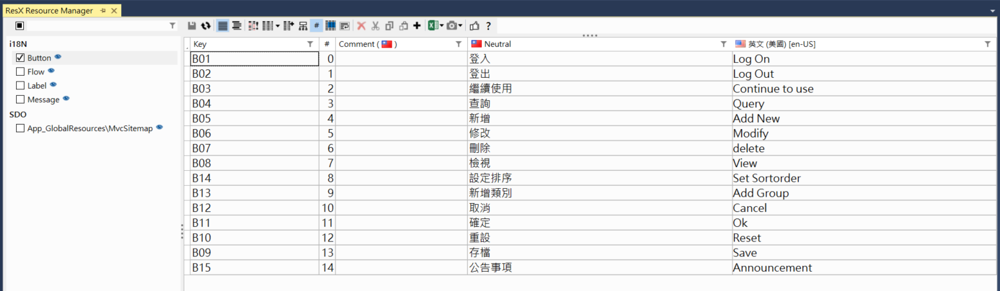 ResX Resource Manager
i18N
Button
Flow
Label
Message
SDO
App_GlobalResources\MvcSitemap
# ?
Key # Comment ( ) Neutral 英文 (美國) [en-US]
B01 0 登入 Log On
B02 1 登出 Log Out
B03 2 繼續使用 Continue to use
B04 3 查詢 Query
B05 4 新增 Add New
B06 5 修改 Modify
B07 6 刪除 delete
B08 7 檢視 View
B14 8 設定排序 Set Sortorder
B13 9 新增類別 Add Group
B12 10 取消 Cancel
B11 11 確定 Ok
B10 12 重設 Reset
B09 13 存檔 Save
B15 14 公告事項 Announcement